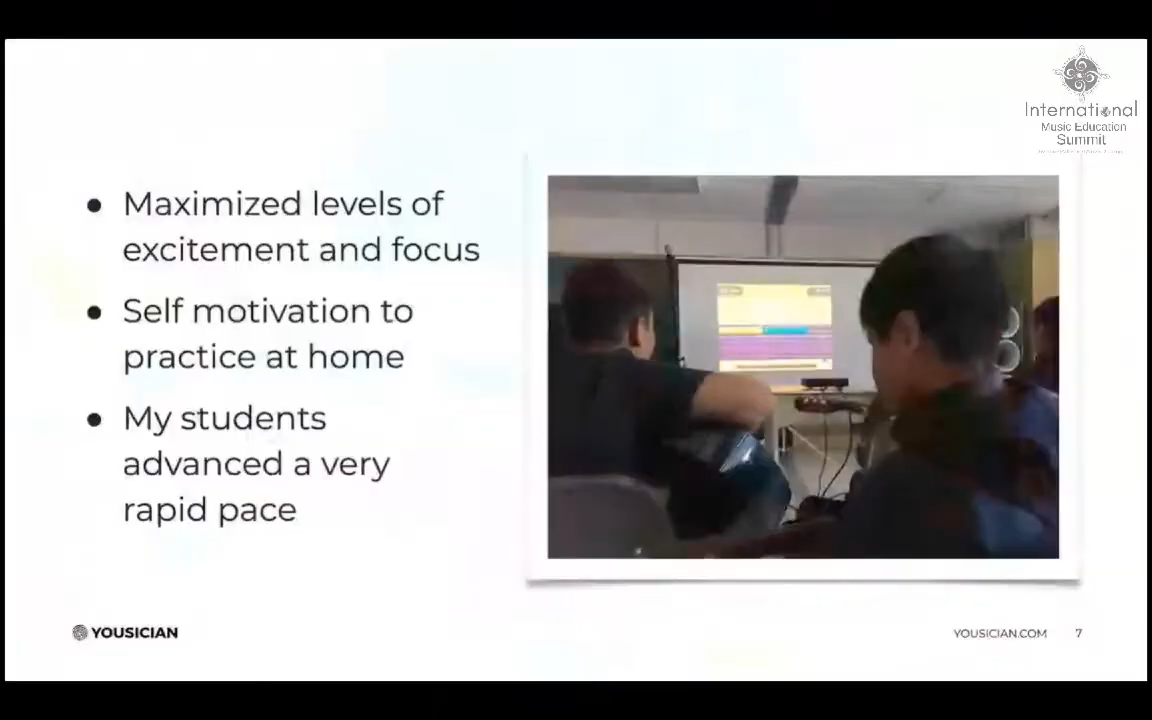 International
Music Education
Summit
● Maximized levels of
excitement and focus
● Self motivation to
practice at home
● My students
advanced a very
rapid pace
YOUSICIAN
YOUSICIAN.COM 7